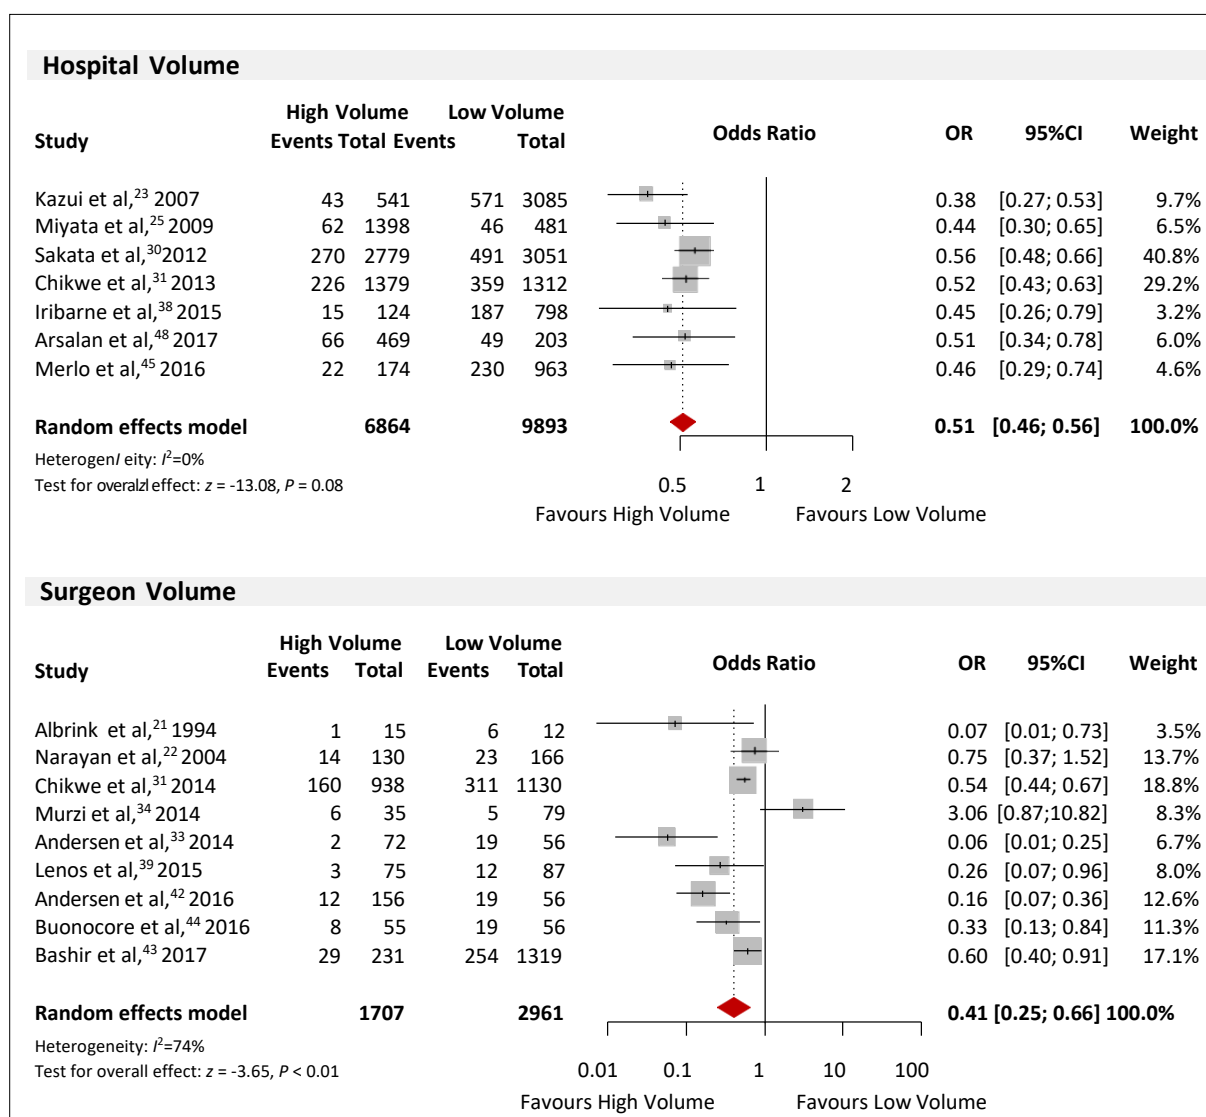 Hospital Volume
High Volume Low Volume
Study Events Total Events Total Odds Ratio OR 95%CI Weight
Kazui et al,23 2007 43 541 571 3085 0.38 [0.27; 0.53] 9.7%
Miyata et al,25 2009 62 1398 46 481 0.44 [0.30; 0.65] 6.5%
Sakata et al,302012 270 2779 491 3051 0.56 [0.48; 0.66] 40.8%
Chikwe et al,31 2013 226 1379 359 1312 0.52 [0.43; 0.63] 29.2%
Iribarne et al,38 2015 15 124 187 798 0.45 [0.26; 0.79] 3.2%
Arsalan et al,48 2017 66 469 49 203 0.51 [0.34; 0.78] 6.0%
Merlo et al,45 2016 22 174 230 963 0.46 [0.29; 0.74] 4.6%
Random effects model 6864 9893 0.51 [0.46; 0.56] 100.0%
HeterogenI eity: I2=0%
Test for overalzl effect: z = -13.08, P = 0.08
0.5 1 2
Favours High Volume Favours Low Volume
Surgeon Volume
High Volume Low Volume
Study Events Total Events Total Odds Ratio OR 95%CI Weight
Albrink et al,21 1994 1 15 6 12 0.07 [0.01; 0.73] 3.5%
Narayan et al,22 2004 14 130 23 166 0.75 [0.37; 1.52] 13.7%
Chikwe et al,31 2014 160 938 311 1130 0.54 [0.44; 0.67] 18.8%
Murzi et al,34 2014 6 35 5 79 3.06 [0.87;10.82] 8.3%
Andersen et al,33 2014 2 72 19 56 0.06 [0.01; 0.25] 6.7%
Lenos et al,39 2015 3 75 12 87 0.26 [0.07; 0.96] 8.0%
Andersen et al,42 2016 12 156 19 56 0.16 [0.07; 0.36] 12.6%
Buonocore et al,44 2016 8 55 19 56 0.33 [0.13; 0.84] 11.3%
Bashir et al,43 2017 29 231 254 1319 0.60 [0.40; 0.91] 17.1%
Random effects model 1707 2961 0.41 [0.25; 0.66] 100.0%
Heterogeneity: I2=74%
Test for overall effect: z = -3.65, P < 0.01
0.01 0.1 1 10 100
Favours High Volume Favours Low Volume